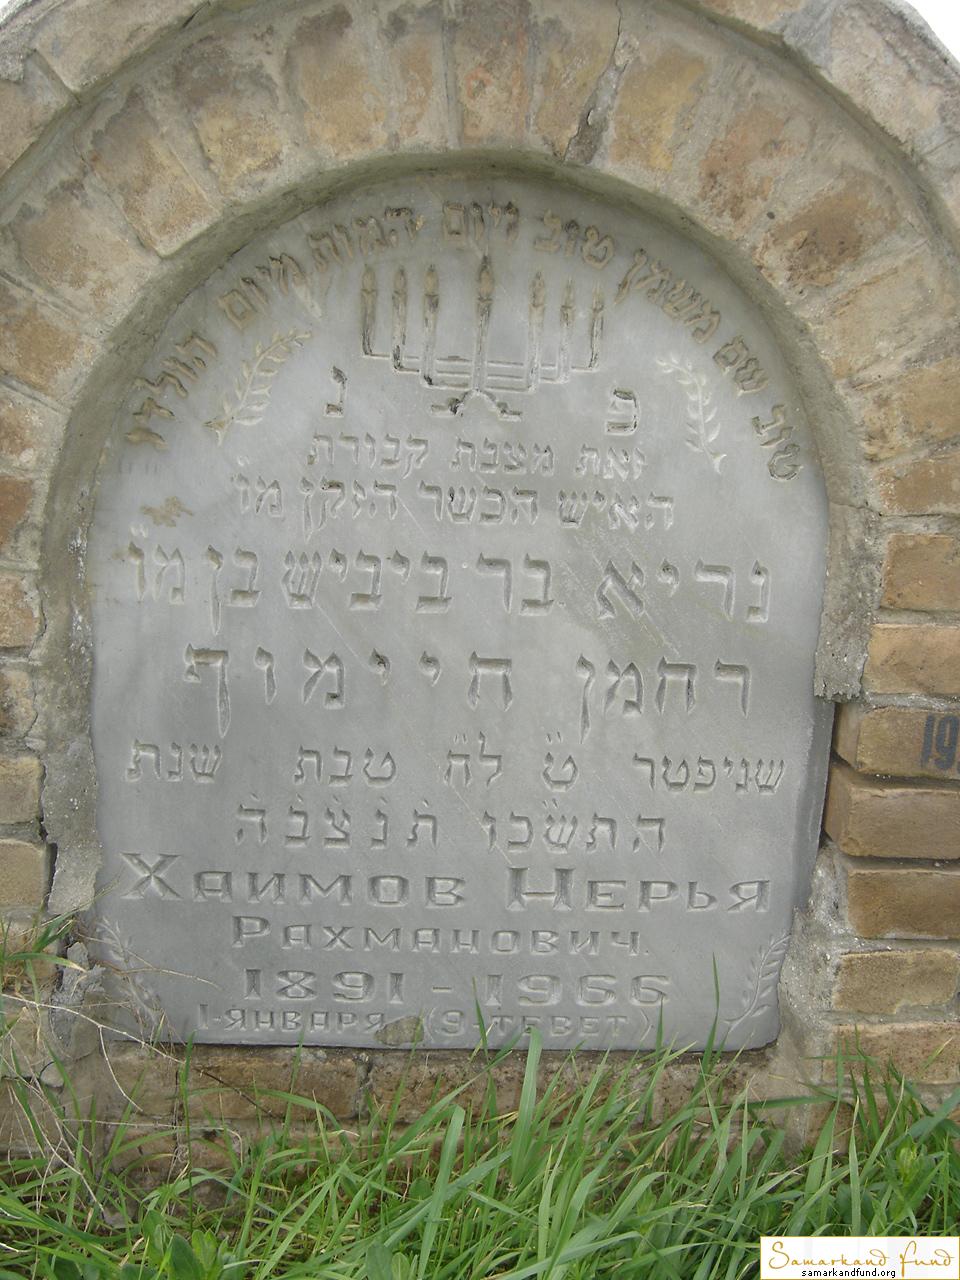 טוב שם משמן טוב ויום המות מיום הולדו
פ נ
זאת מצבת קבורת
האיש הכשר הזקן מו׳
נריא בר ביביש בן מו׳
רחמן חיימוף
שניפטר ט׳ לח׳ טבת שנת
התשכו תנצבה
Хаимов Нерья
Рахманович.
1891 - 1966
1-января (9-тевет)
19
Samarkand Fund
samarkandfund.org